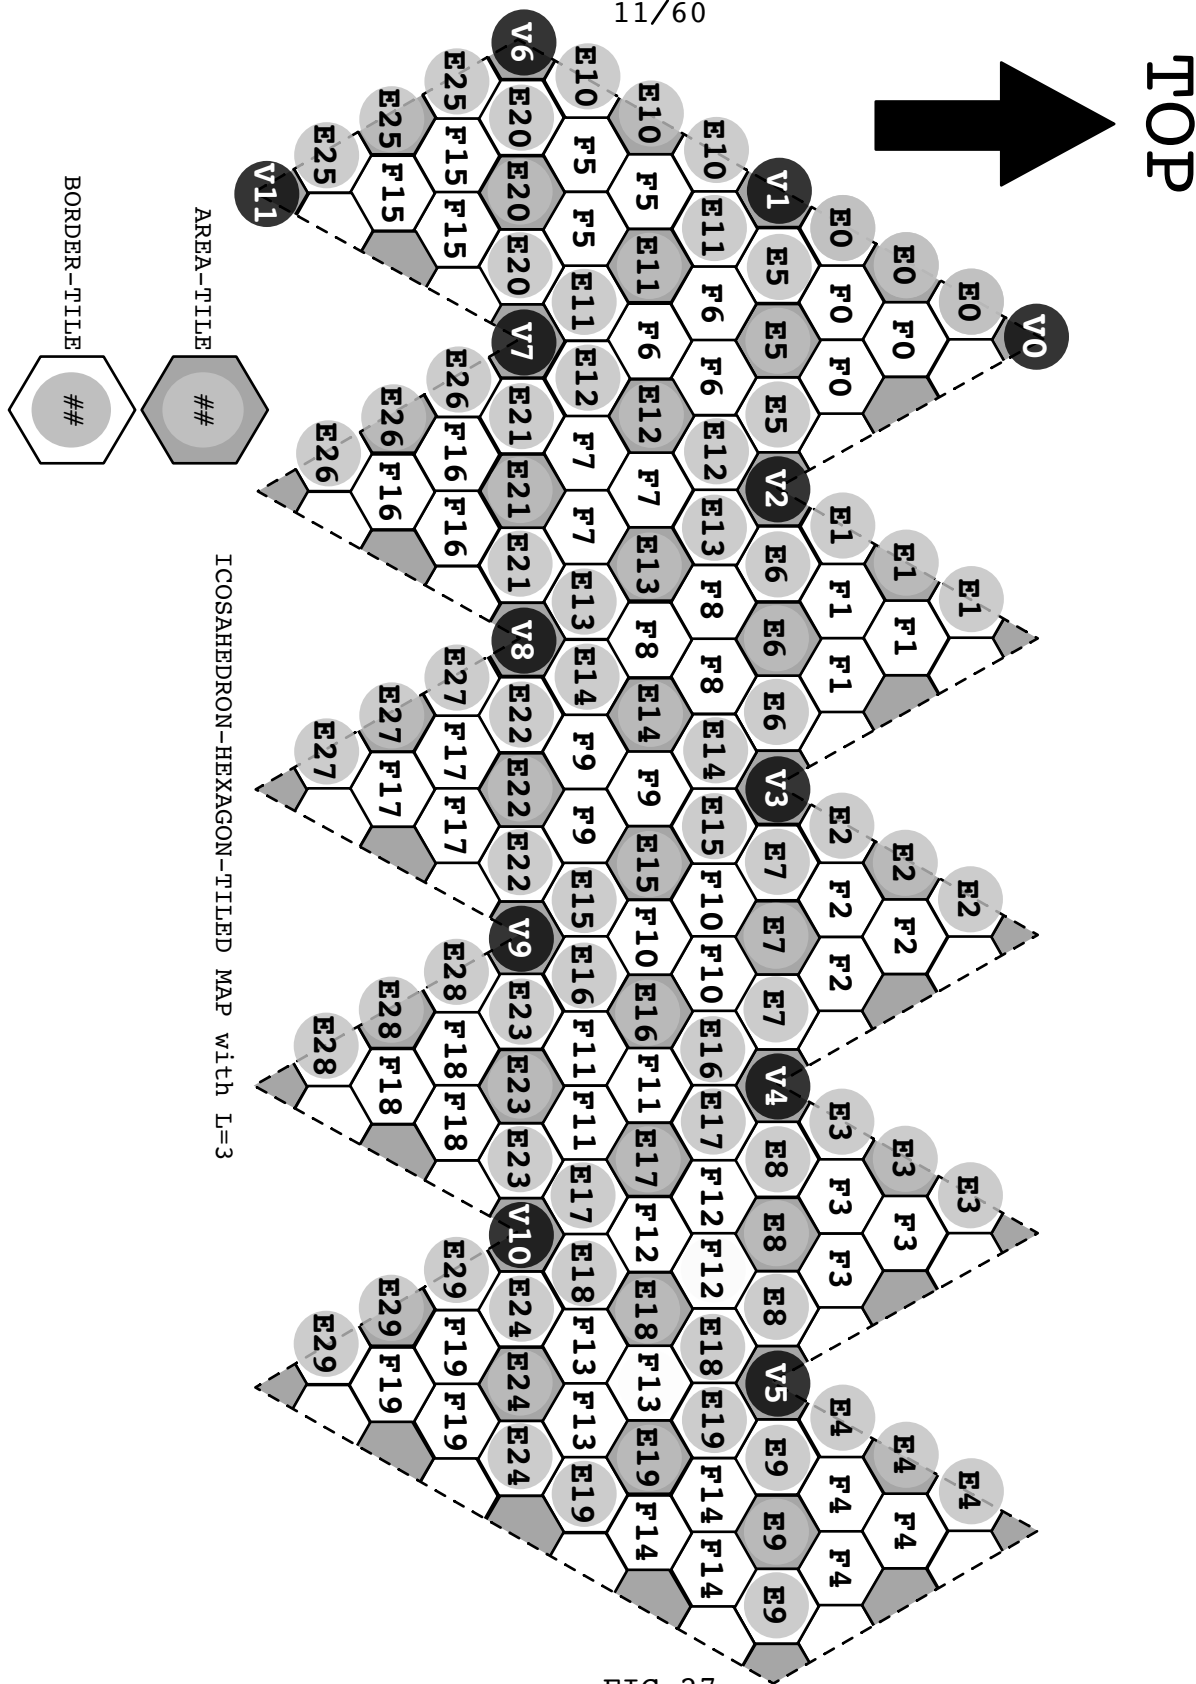 11/60
TOP
V0
E0 E1 E2 E3 E4
E0 F0 E1 F1 E2 F2 E3 F3 E4 F4
E0 F0 F0 E1 F1 F1 E2 F2 F2 E3 F3 F3 E4 F4 F4
V1 E5 E5 E5 V2 E6 E6 E6 V3 E7 E7 E7 V4 E8 E8 E8 V5 E9 E9 E9
E10 E11 F6 F6 E12 E13 F8 F8 E14 E15 F10 F10 E16 E17 F12 F12 E18 E19 F14 F14
E10 F5 E11 F6 E12 F7 E13 F8 E14 F9 E15 F10 E16 F11 E17 F12 E18 F13 E19 F14
E10 F5 F5 E11 E12 F7 F7 E13 E14 F9 F9 E15 E16 F11 F11 E17 E18 F13 F13 E19
V6 E20 E20 E20 V7 E21 E21 E21 V8 E22 E22 E22 V9 E23 E23 E23 V10 E24 E24 E24
E25 F15 F15 E26 F16 F16 E27 F17 F17 E28 F18 F18 E29 F19 F19
E25 F15 E26 F16 E27 F17 E28 F18 E29 F19
E25 E26 E27 E28 E29
V11
ICOSAHEDRON-HEXAGON-TILED MAP with L=3
AREA-TILE ##
BORDER-TILE ##